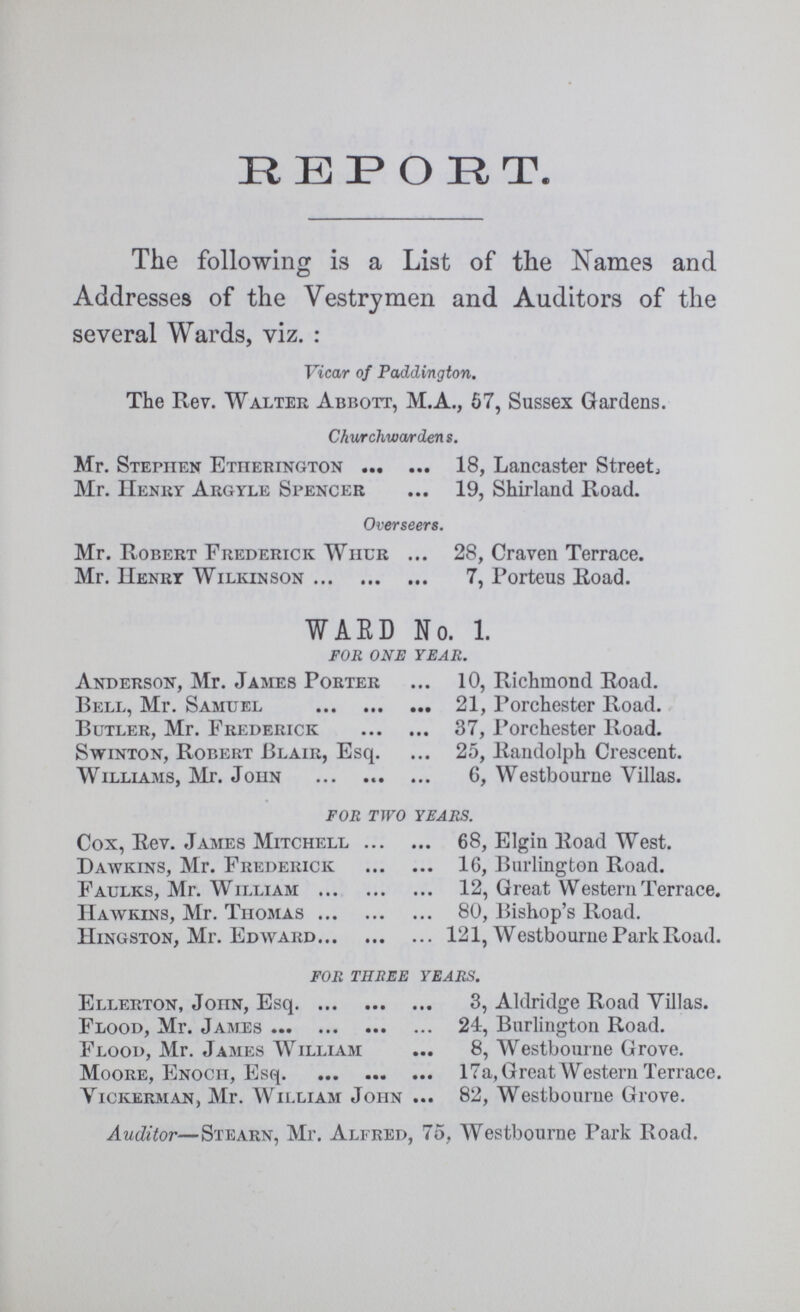 REPORT.
The following is a List of the Names and
Addresses of the Vestrymen and Auditors of the
several Wards, viz. :
Vicar of Paddington.
The Rev. WALTER ABBOTT, M.A., 57, Sussex Gardens.
Churchwardens.
Mr. STEPHEN ETHERINGTON ... ... 18, Lancaster Street,
Mr. HENRY ARGYLE SPENCER ... 19, Shirland Road.
Overseers.
Mr. ROBERT FREDERICK WHUR ... 28, Craven Terrace.
Mr. HENRY WILKINSON ... ... ... 7, Porteus Road.
WARD No. 1.
FOR ONE YEAR.
ANDERSON, Mr. JAMES PORTER ... 10, Richmond Road.
BELL, Mr. SAMUEL ... ... ... 21, Porchester Road.
BUTLER, Mr. FREDERICK ... ... 37, Porchester Road.
SWINTON, ROBERT BLAIR, Esq. ... 25, Randolph Crescent.
WILLIAMS, Mr. JOHN ... ... ... 6, Westbourne Villas.
FOR TWO YEARS.
COX, Rev. JAMES MITCHELL ... ... 68, Elgin Road West.
DAWKINS, Mr. FREDERICK ... ... 16, Burlington Road.
FAULKS, Mr. WILLIAM ... ... ... 12, Great Western Terrace.
HAWKINS, Mr. THOMAS ... ... ... 80, Bishop's Road.
HINGSTON, Mr. EDWARD... ... ... 121, Westbourne Park Road.
FOR THREE YEARS.
ELLERTON, JOHN, Esq. ... ... ... 3, Aldridge Road Villas.
FLOOD, Mr. JAMES ... ... ... ... 24, Burlington Road.
FLOOD, Mr. JAMES WILLIAM ... 8, Westbourne Grove.
MOORE, ENOCH, Esq. ... ... ... 17a, Great Western Terrace.
VICKERMAN, Mr. WILLIAM JOHN ... 82, Westbourne Grove.
Auditor—STEARN, Mr. ALFRED, 75, Westbourne Park Road.